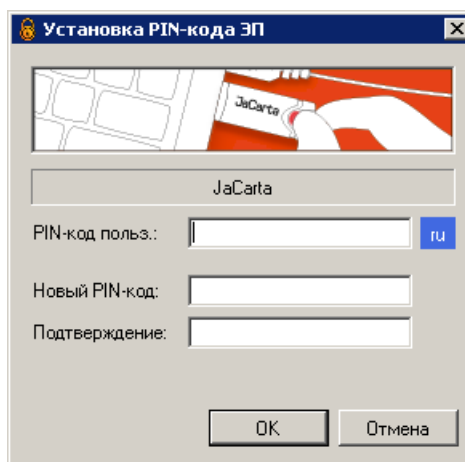 Установка PIN-кода ЭП
JaCarta
JaCarta
PIN-код польз.:
ru
Новый PIN-код:
Подтверждение:
OK
Отмена